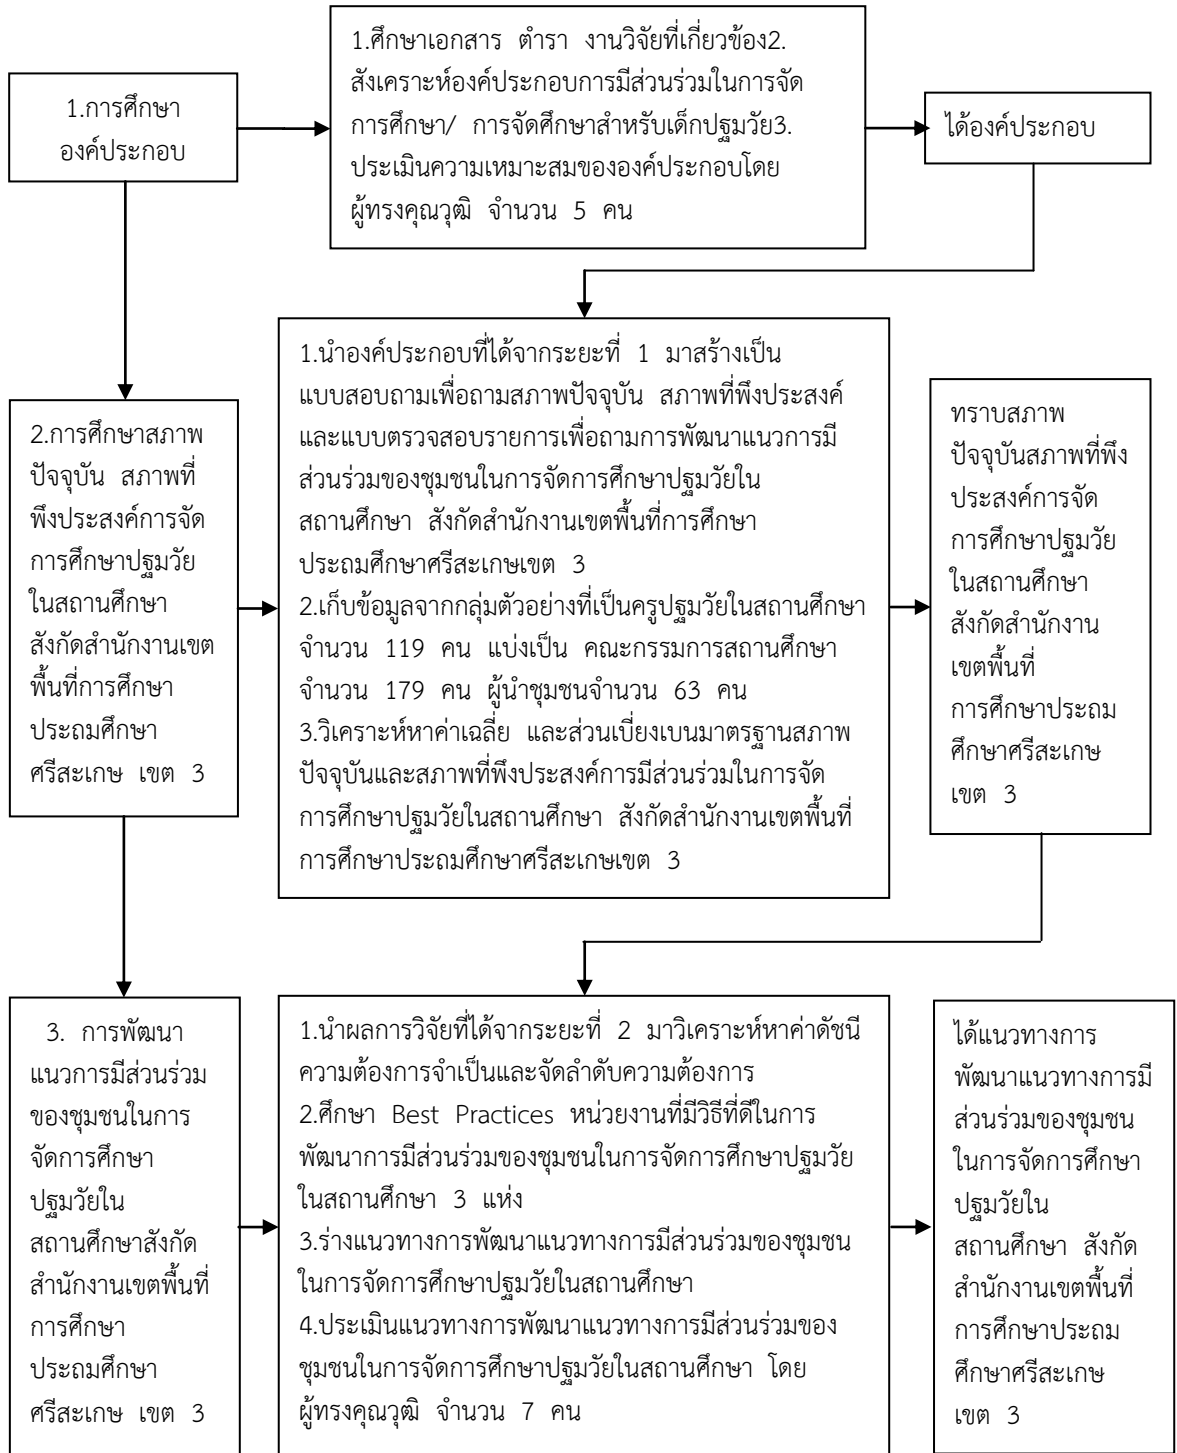 1.การศึกษา
องค์ประกอบ
1.ศึกษาเอกสาร ตำรา งานวิจัยที่เกี่ยวข้อง2.
สังเคราะห์องค์ประกอบการมีส่วนร่วมในการจัด
การศึกษา/ การจัดศึกษาสำหรับเด็กปฐมวัย3.
ประเมินความเหมาะสมขององค์ประกอบโดย
ผู้ทรงคุณวุฒิ จำนวน 5 คน
ได้องค์ประกอบ
2.การศึกษาสภาพ
ปัจจุบัน สภาพที่
พึงประสงค์การจัด
การศึกษาปฐมวัย
ในสถานศึกษา
สังกัดสำนักงานเขต
พื้นที่การศึกษา
ประถมศึกษา
ศรีสะเกษ เขต 3
1.นำองค์ประกอบที่ได้จากระยะที่ 1 มาสร้างเป็น
แบบสอบถามเพื่อถามสภาพปัจจุบัน สภาพที่พึงประสงค์
และแบบตรวจสอบรายการเพื่อถามการพัฒนาแนวการมี
ส่วนร่วมของชุมชนในการจัดการศึกษาปฐมวัยใน
สถานศึกษา สังกัดสำนักงานเขตพื้นที่การศึกษา
ประถมศึกษาศรีสะเกษเขต 3
2.เก็บข้อมูลจากกลุ่มตัวอย่างที่เป็นครูปฐมวัยในสถานศึกษา
จำนวน 119 คน แบ่งเป็น คณะกรรมการสถานศึกษา
จำนวน 179 คน ผู้นำชุมชนจำนวน 63 คน
3.วิเคราะห์หาค่าเฉลี่ย และส่วนเบี่ยงเบนมาตรฐานสภาพ
ปัจจุบันและสภาพที่พึงประสงค์การมีส่วนร่วมในการจัด
การศึกษาปฐมวัยในสถานศึกษา สังกัดสำนักงานเขตพื้นที่
การศึกษาประถมศึกษาศรีสะเกษเขต 3
ทราบสภาพ
ปัจจุบันสภาพที่พึง
ประสงค์การจัด
การศึกษาปฐมวัย
ในสถานศึกษา
สังกัดสำนักงาน
เขตพื้นที่
การศึกษาประถม
ศึกษาศรีสะเกษ
เขต 3
3. การพัฒนา
แนวการมีส่วนร่วม
ของชุมชนในการ
จัดการศึกษา
ปฐมวัยใน
สถานศึกษาสังกัด
สำนักงานเขตพื้นที่
การศึกษา
ประถมศึกษา
ศรีสะเกษ เขต 3
1.นำผลการวิจัยที่ได้จากระยะที่ 2 มาวิเคราะห์หาค่าดัชนี
ความต้องการจำเป็นและจัดลำดับความต้องการ
2.ศึกษา Best Practices หน่วยงานที่มีวิธีที่ดีในการ
พัฒนาการมีส่วนร่วมของชุมชนในการจัดการศึกษาปฐมวัย
ในสถานศึกษา 3 แห่ง
3.ร่างแนวทางการพัฒนาแนวทางการมีส่วนร่วมของชุมชน
ในการจัดการศึกษาปฐมวัยในสถานศึกษา
4.ประเมินแนวทางการพัฒนาแนวทางการมีส่วนร่วมของ
ชุมชนในการจัดการศึกษาปฐมวัยในสถานศึกษา โดย
ผู้ทรงคุณวุฒิ จำนวน 7 คน
ได้แนวทางการ
พัฒนาแนวทางการมี
ส่วนร่วมของชุมชน
ในการจัดการศึกษา
ปฐมวัยใน
สถานศึกษา สังกัด
สำนักงานเขตพื้นที่
การศึกษาประถม
ศึกษาศรีสะเกษ
เขต 3